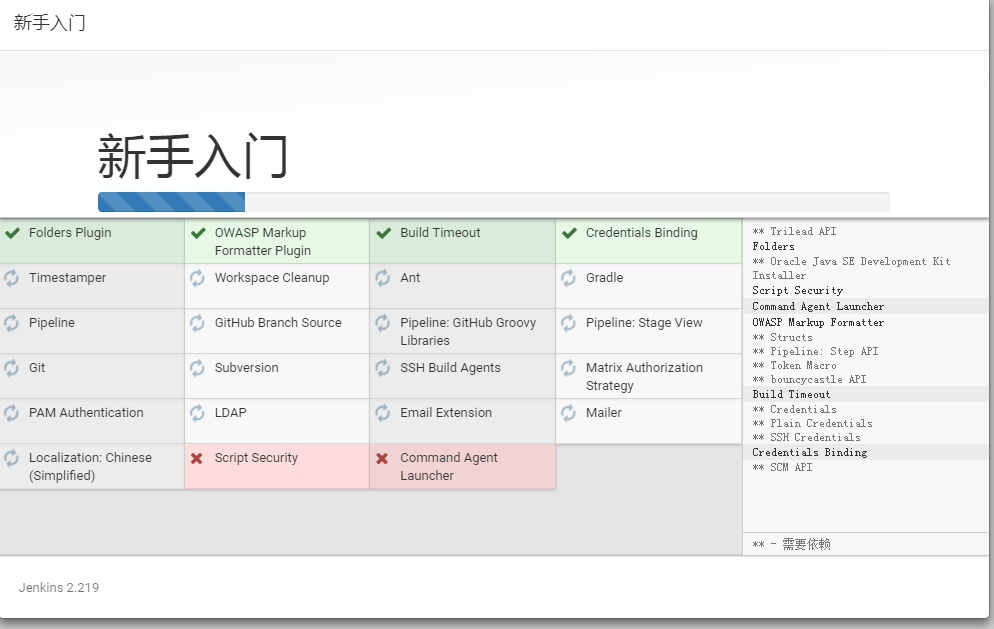 新手入门
新手入门
Folders Plugin
OWASP Markup
Formatter Plugin
Build Timeout
Credentials Binding
Timestamper
Workspace Cleanup
Ant
Gradle
Pipeline
GitHub Branch Source
Pipeline: GitHub Groovy
Libraries
Pipeline: Stage View
Git
Subversion
SSH Build Agents
Matrix Authorization
Strategy
PAM Authentication
LDAP
Email Extension
Mailer
Localization: Chinese
(Simplified)
Script Security
Command Agent
Launcher
** Trilead API
Folders
** Oracle Java SE Development Kit
Installer
Script Security
Command Agent Launcher
OWASP Markup Formatter
** Structs
** Pipeline: Step API
** Token Macro
** bouncycastle API
Build Timeout
** Credentials
** Plain Credentials
** SSH Credentials
Credentials Binding
** SCM API
** - 需要依赖
Jenkins 2.219